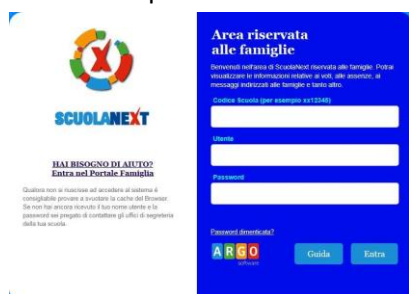 SCUOLANEXT
HAI BISOGNO DI AIUTO?
Entra nel Portale Famiglia
Qualora non si riuscisse ad accedere al sistema è
consigliabile provare a svuotare la cache del Browser.
Se non hai ancora ricevuto il tuo nome utente e la
password sei pregato di contattare gli uffici di segreteria
della tua scuola.
Area riservata
alle famiglie
Benvenuti nell'area di ScuolaNext riservata alle famiglie. Potrai
visualizzare le informazioni relative ai voti, alle assenze, ai
messaggi indirizzati alle famiglie e tanto altro.
Codice Scuola (per esempio xx12345)
Utente
Password
Password dimenticata?
ARGO
software
Guida
Entra